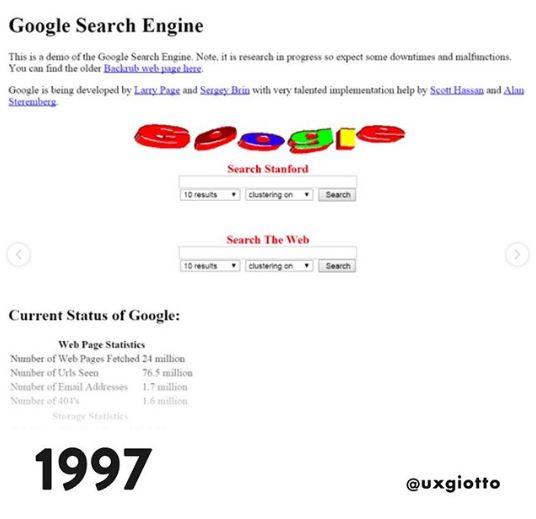 Google Search Engine
This is a demo of the Google Search Engine. Note, it is research in progress so expect some downtimes and malfunctions.
You can find the older Backrub web page here.
Google is being developed by Larry Page and Sergey Brin with very talented implementation help by Scott Hassan and Alan
Steremberg.
Google
Search Stanford
10 results clustering on Search
Search The Web
10 results clustering on Search
Current Status of Google:
Web Page Statistics
Number of Web Pages Fetched 24 million
Number of Urls Seen 76.5 million
Number of Email Addresses 1.7 million
Number of 404's 1.6 million
Storage Statistics
1997
@uxgiotto